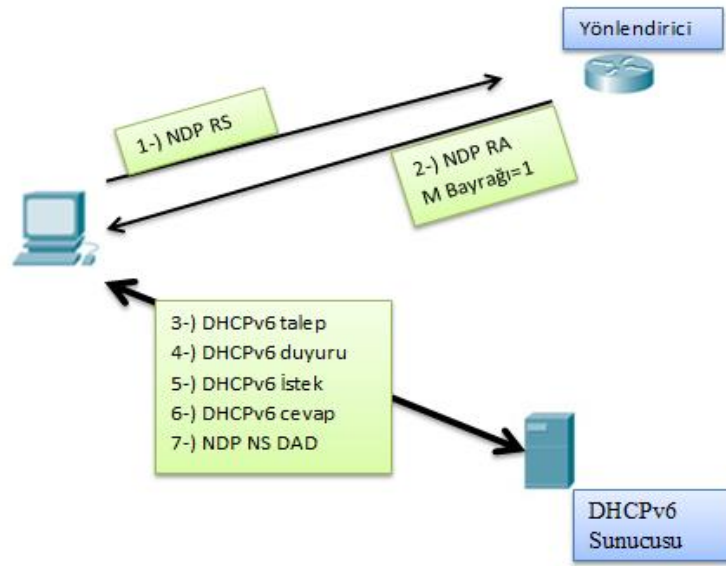 Yönlendirici
1-) NDP RS
2-) NDP RA
M Bayrağı=1
3-) DHCPv6 talep
4-) DHCPv6 duyuru
5-) DHCPv6 İstek
6-) DHCPv6 cevap
7-) NDP NS DAD
DHCPv6
Sunucusu